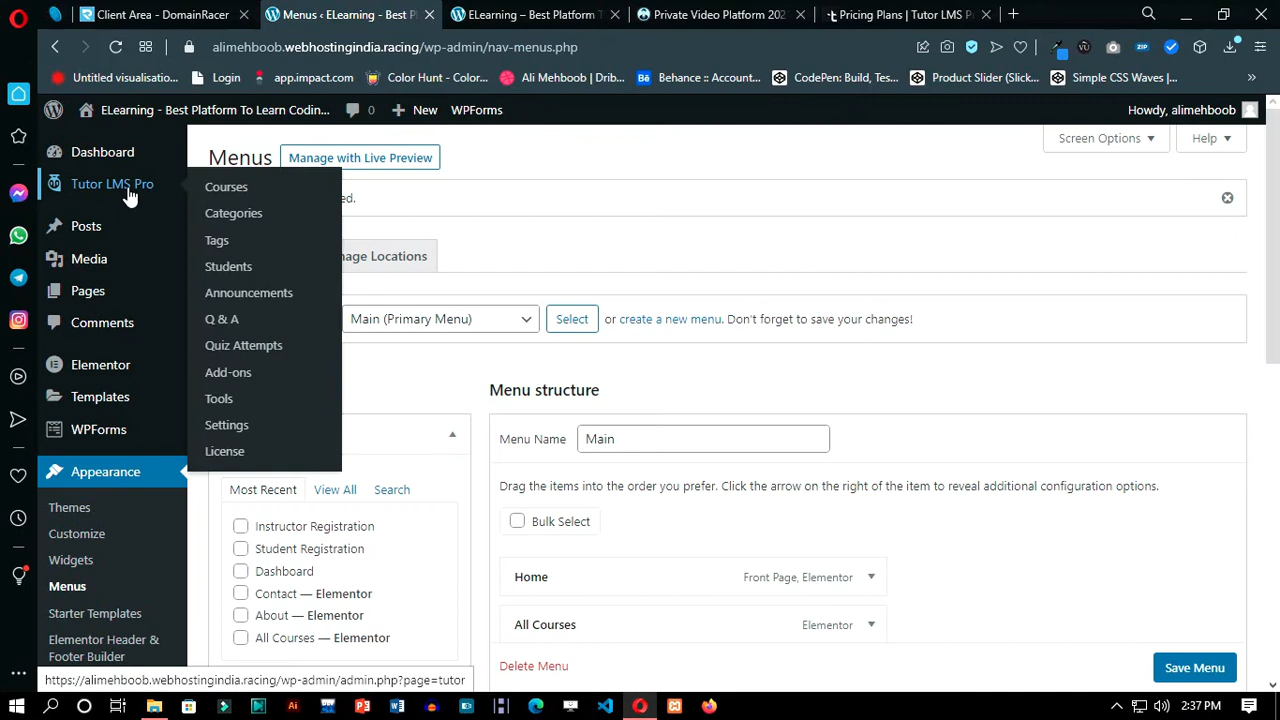 Client Area - DomainRacer
Menus ‹ ELearning - Best P
ELearning – Best Platform T
Private Video Platform 202
Pricing Plans | Tutor LMS P
alimehboob.webhostingindia.racing/wp-admin/nav-menus.php
Untitled visualisatio...
Login
app.impact.com
Color Hunt - Color...
Ali Mehboob | Drib...
Behance :: Account...
CodePen: Build, Tes...
Product Slider (Slick...
Simple CSS Waves |...
ELearning - Best Platform To Learn Codin...
0
New
WPForms
Howdy, alimehboob
Dashboard
Tutor LMS Pro
Posts
Media
Pages
Comments
Elementor
Templates
WPForms
Appearance
Themes
Customize
Widgets
Menus
Starter Templates
Elementor Header &
Footer Builder
Courses
Categories
Tags
Students
Announcements
Q & A
Quiz Attempts
Add-ons
Tools
Settings
License
Menus
Manage with Live Preview
Screen Options
Help
ed.
nage Locations
Main (Primary Menu)
Select
or create a new menu. Don't forget to save your changes!
Most Recent
View All
Search
Instructor Registration
Student Registration
Dashboard
Contact — Elementor
About — Elementor
All Courses — Elementor
Menu structure
Menu Name
Main
Drag the items into the order you prefer. Click the arrow on the right of the item to reveal additional configuration options.
Bulk Select
Home
Front Page, Elementor
All Courses
Elementor
Delete Menu
Save Menu
https://alimehboob.webhostingindia.racing/wp-admin/admin.php?page=tutor
2:37 PM